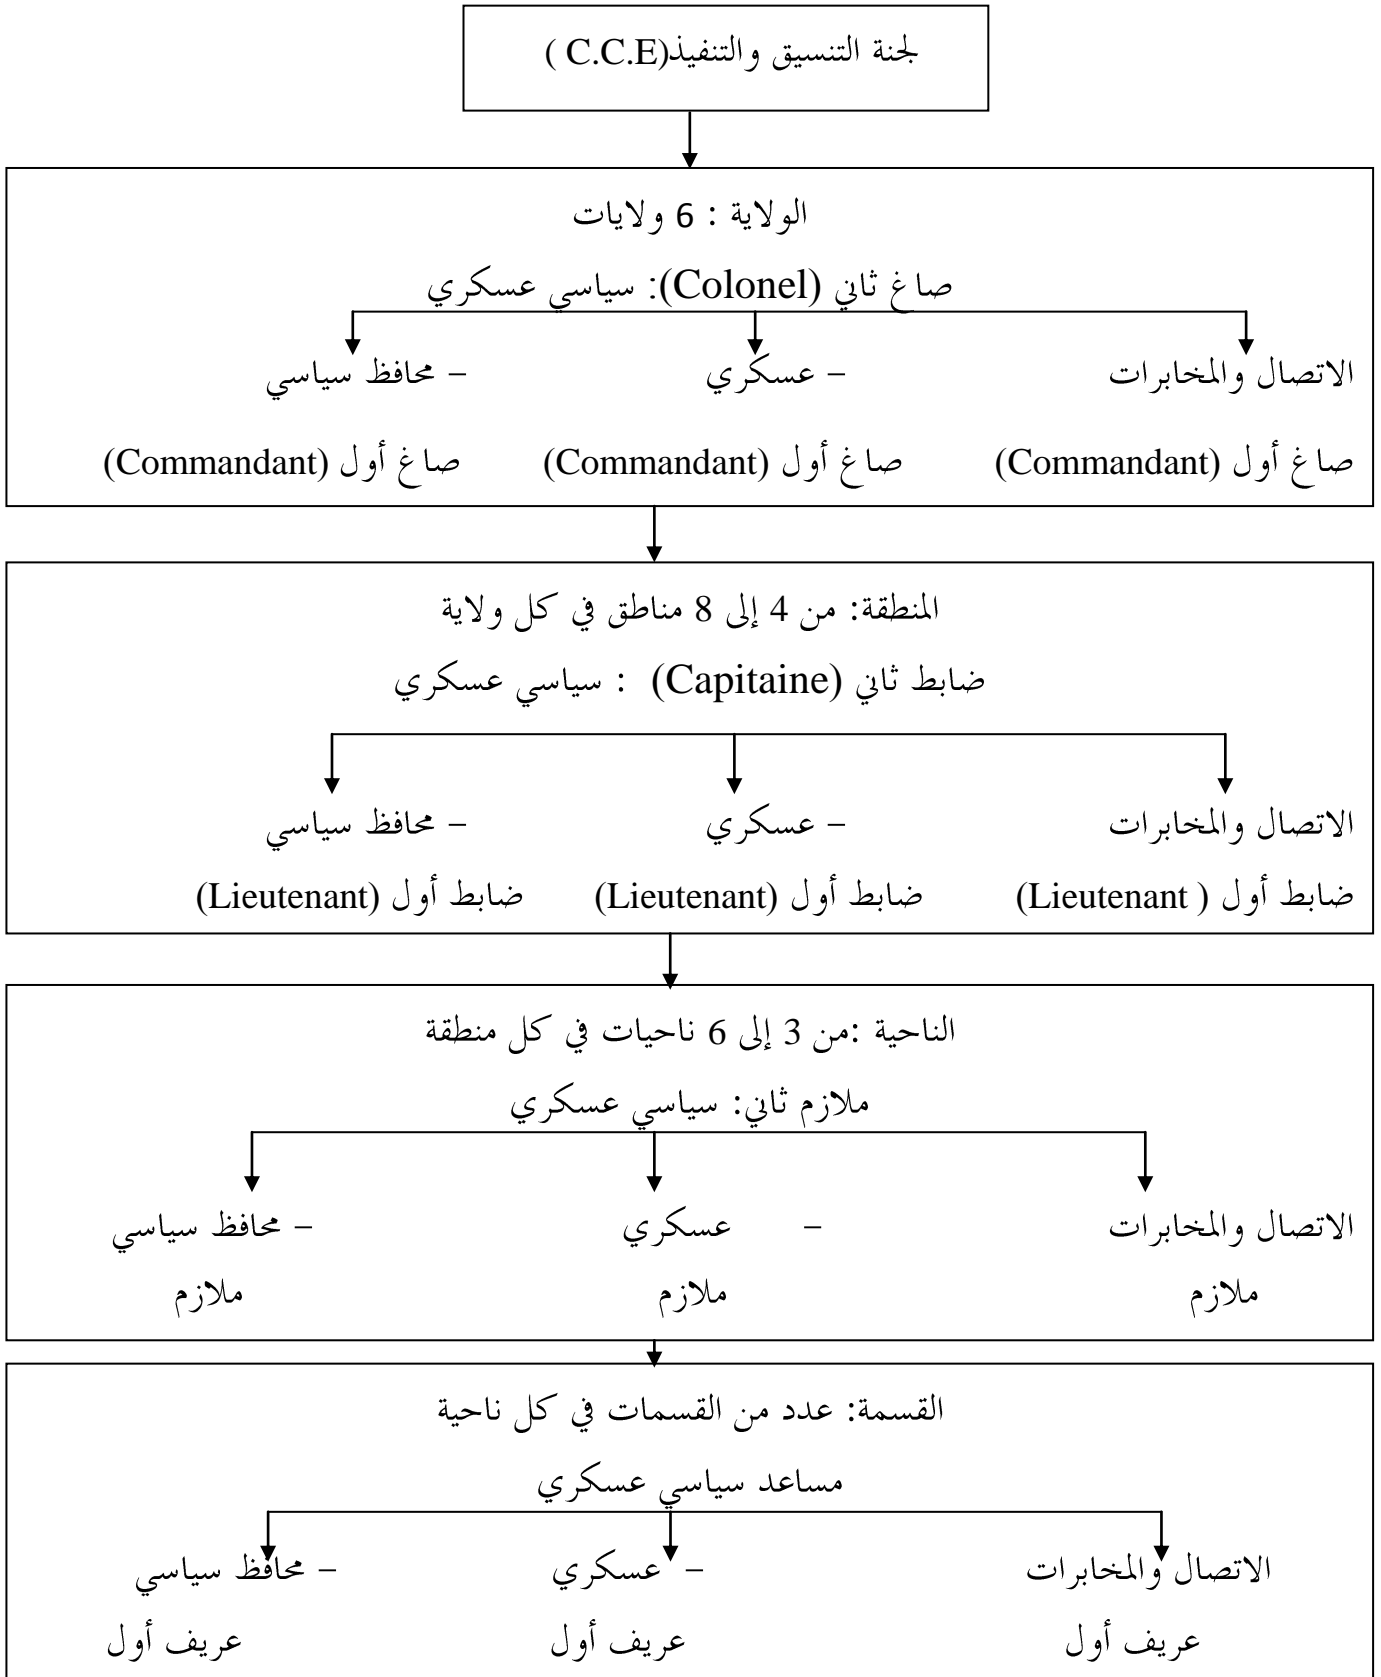 لجنة التنسيق والتنفيذ(C.C.E )
الولاية : 6 ولايات
صاغ ثاني (Colonel): سياسي عسكري
الاتصال والمخابرات – عسكري – محافظ سياسي
صاغ أول (Commandant) صاغ أول (Commandant) صاغ أول (Commandant)
المنطقة: من 4 إلى 8 مناطق في كل ولاية
ضابط ثاني (Capitaine) : سياسي عسكري
الاتصال والمخابرات – عسكري – محافظ سياسي
ضابط أول (Lieutenant ) ضابط أول (Lieutenant) ضابط أول (Lieutenant)
الناحية :من 3 إلى 6 ناحيات في كل منطقة
ملازم ثاني: سياسي عسكري
الاتصال والمخابرات – عسكري – محافظ سياسي
ملازم ملازم ملازم
القسمة: عدد من القسمات في كل ناحية
مساعد سياسي عسكري
الاتصال والمخابرات – عسكري – محافظ سياسي
عريف أول عريف أول عريف أول